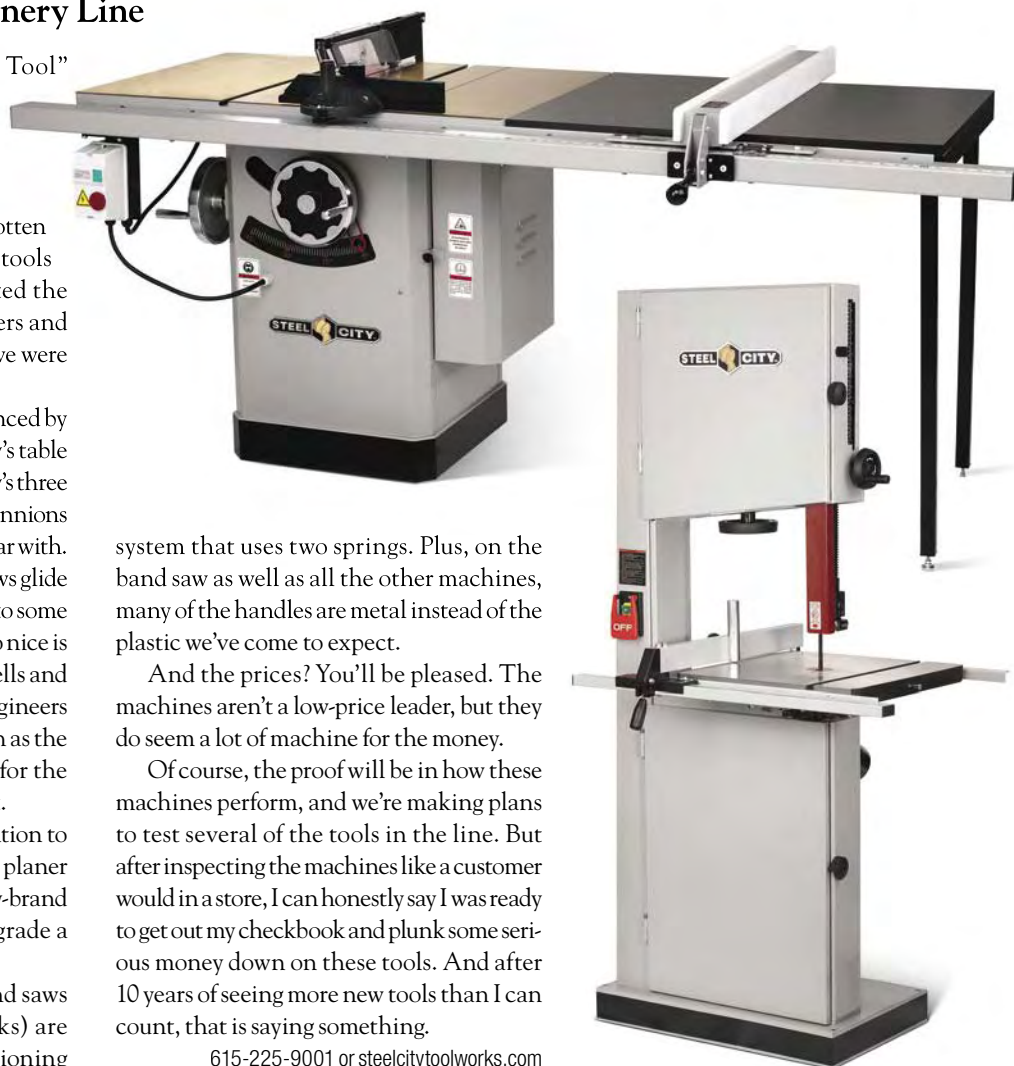 nery Line
Tool”
otten
tools
ted the
ers and
ve were
nced by
’s table
’s three
nnions
ar with.
ws glide
to some
o nice is
ells and
gineers
h as the
for the
.
tion to
planer
-brand
grade a
nd saws
ks) are
ioning
system that uses two springs. Plus, on the
band saw as well as all the other machines,
many of the handles are metal instead of the
plastic we’ve come to expect.
And the prices? You’ll be pleased. The
machines aren’t a low-price leader, but they
do seem a lot of machine for the money.
Of course, the proof will be in how these
machines perform, and we’re making plans
to test several of the tools in the line. But
after inspecting the machines like a customer
would in a store, I can honestly say I was ready
to get out my checkbook and plunk some seri-
ous money down on these tools. And after
10 years of seeing more new tools than I can
count, that is saying something.
615-225-9001 or steelcitytoolworks.com
STEEL CITY
STEEL CITY
OFF